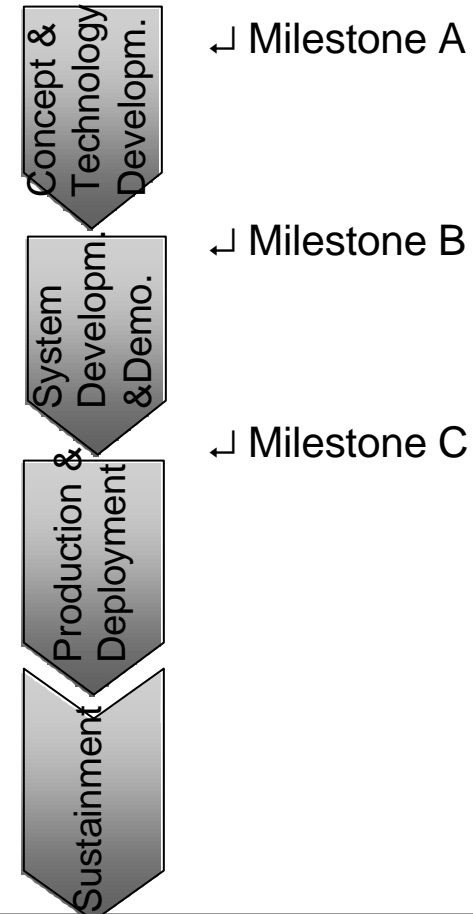 Concept &
Technology
Developm.
↵ Milestone A
System
Developm.
&Demo.
↵ Milestone B
Production &
Deployment
↵ Milestone C
Sustainment